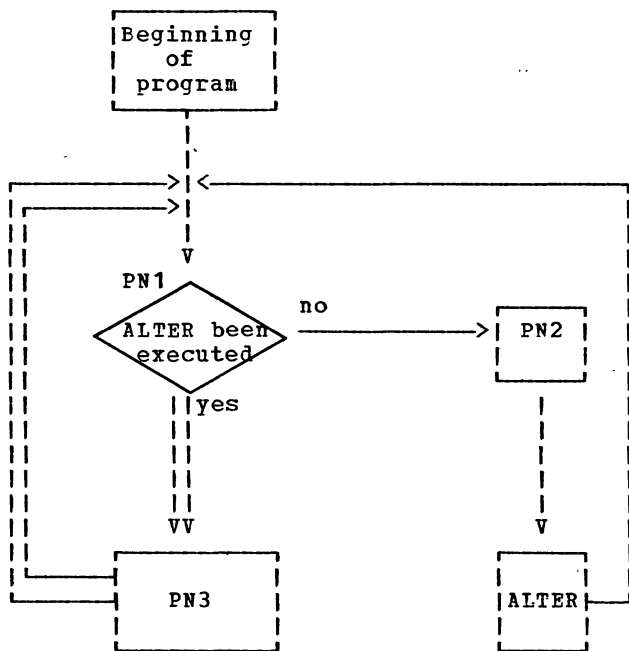 Beginning
of
program
PN1
ALTER been
executed
no
PN2
yes
PN3
ALTER